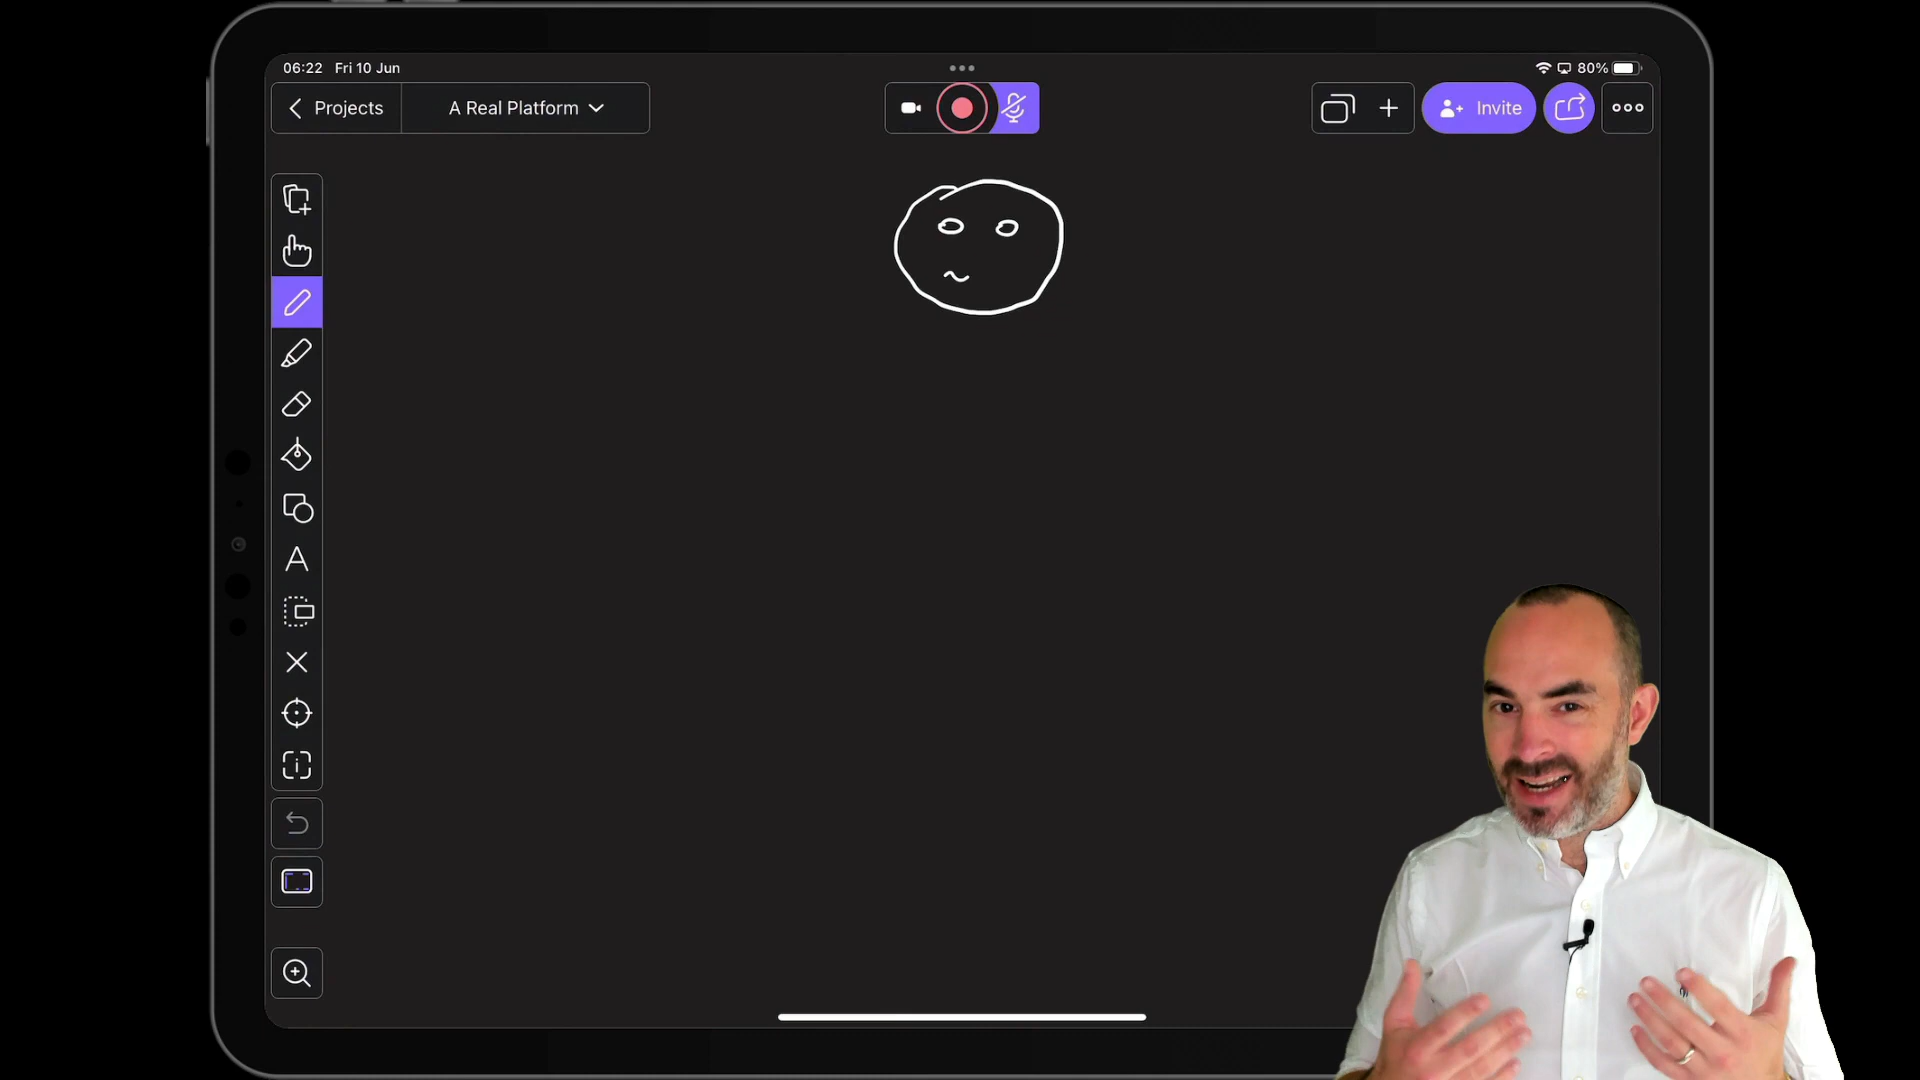 06:22 Fri 10 Jun
80%
Projects
A Real Platform
Invite
A